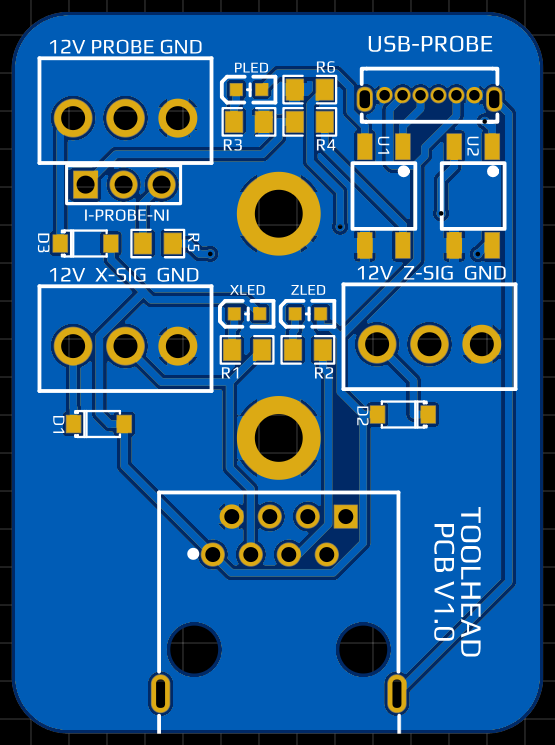 USB-PROBE
12V PROBE GND
PLED
R6
R3
R4
U1
U2
I-PROBE-NI
D3
R5
12V X-SIG GND
12V Z-SIG GND
XLED
ZLED
R1
R2
D1
D2
TOOLHEAD
PCB V1.0